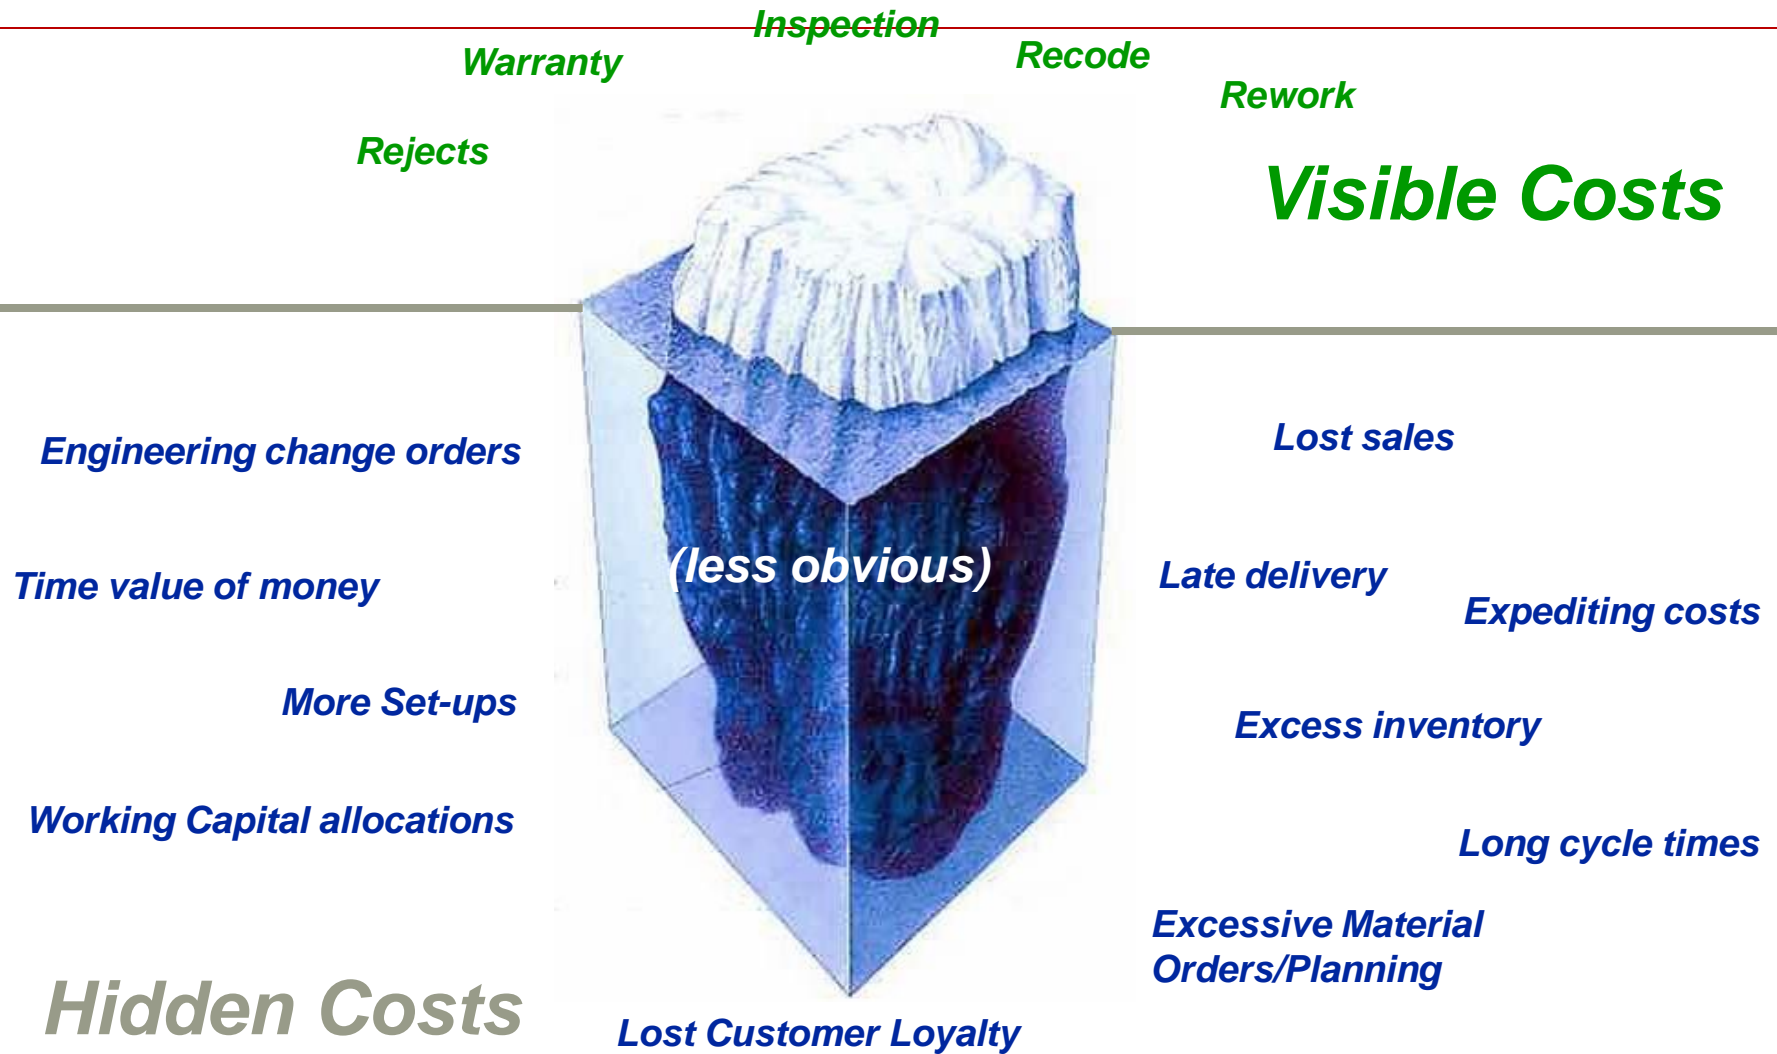 Inspection
Warranty
Recode
Rework
Rejects
Visible Costs
Engineering change orders
Lost sales
(less obvious)
Time value of money
Late delivery
Expediting costs
More Set-ups
Excess inventory
Working Capital allocations
Long cycle times
Excessive Material
Orders/Planning
Hidden Costs
Lost Customer Loyalty